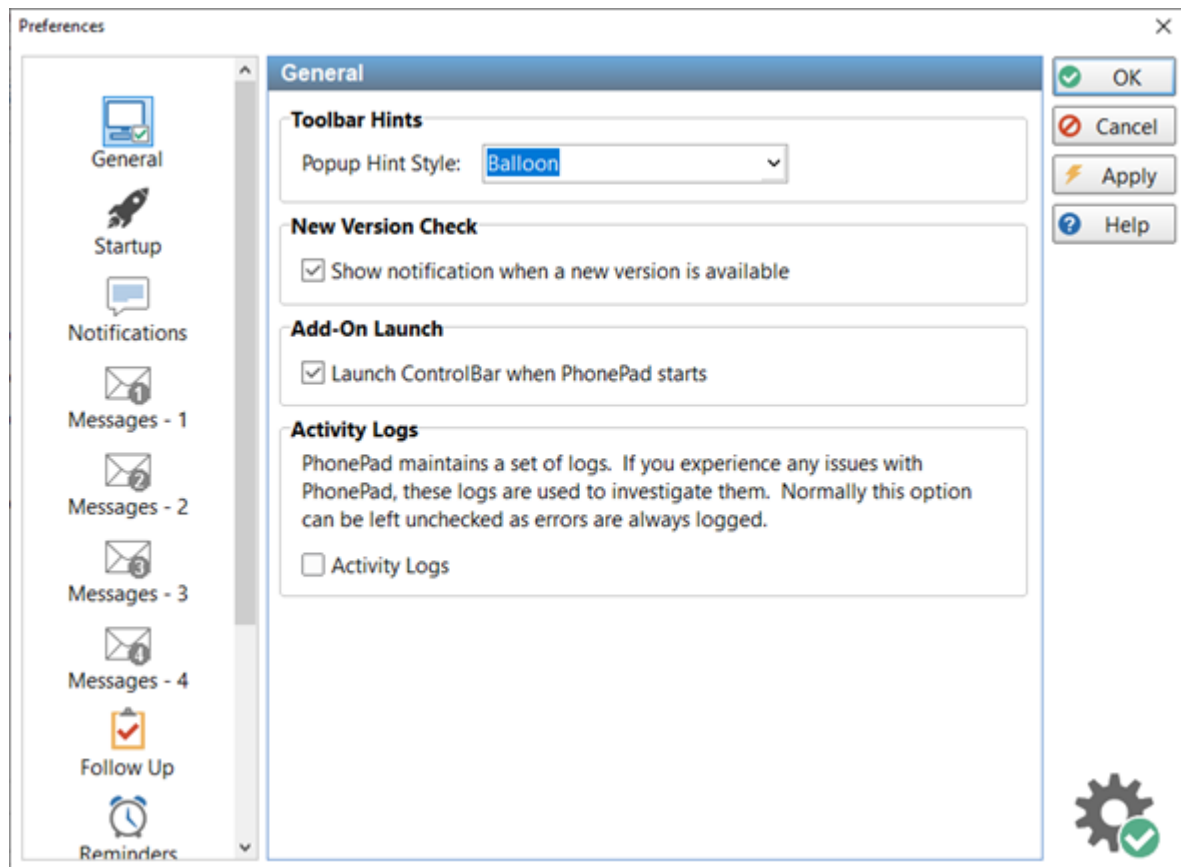 Preferences
General
Startup
Notifications
Messages - 1
Messages - 2
Messages - 3
Messages - 4
Follow Up
Reminders
General
Toolbar Hints
Popup Hint Style: Balloon
New Version Check
Show notification when a new version is available
Add-On Launch
Launch ControlBar when PhonePad starts
Activity Logs
PhonePad maintains a set of logs. If you experience any issues with
PhonePad, these logs are used to investigate them. Normally this option
can be left unchecked as errors are always logged.
Activity Logs
OK
Cancel
Apply
Help